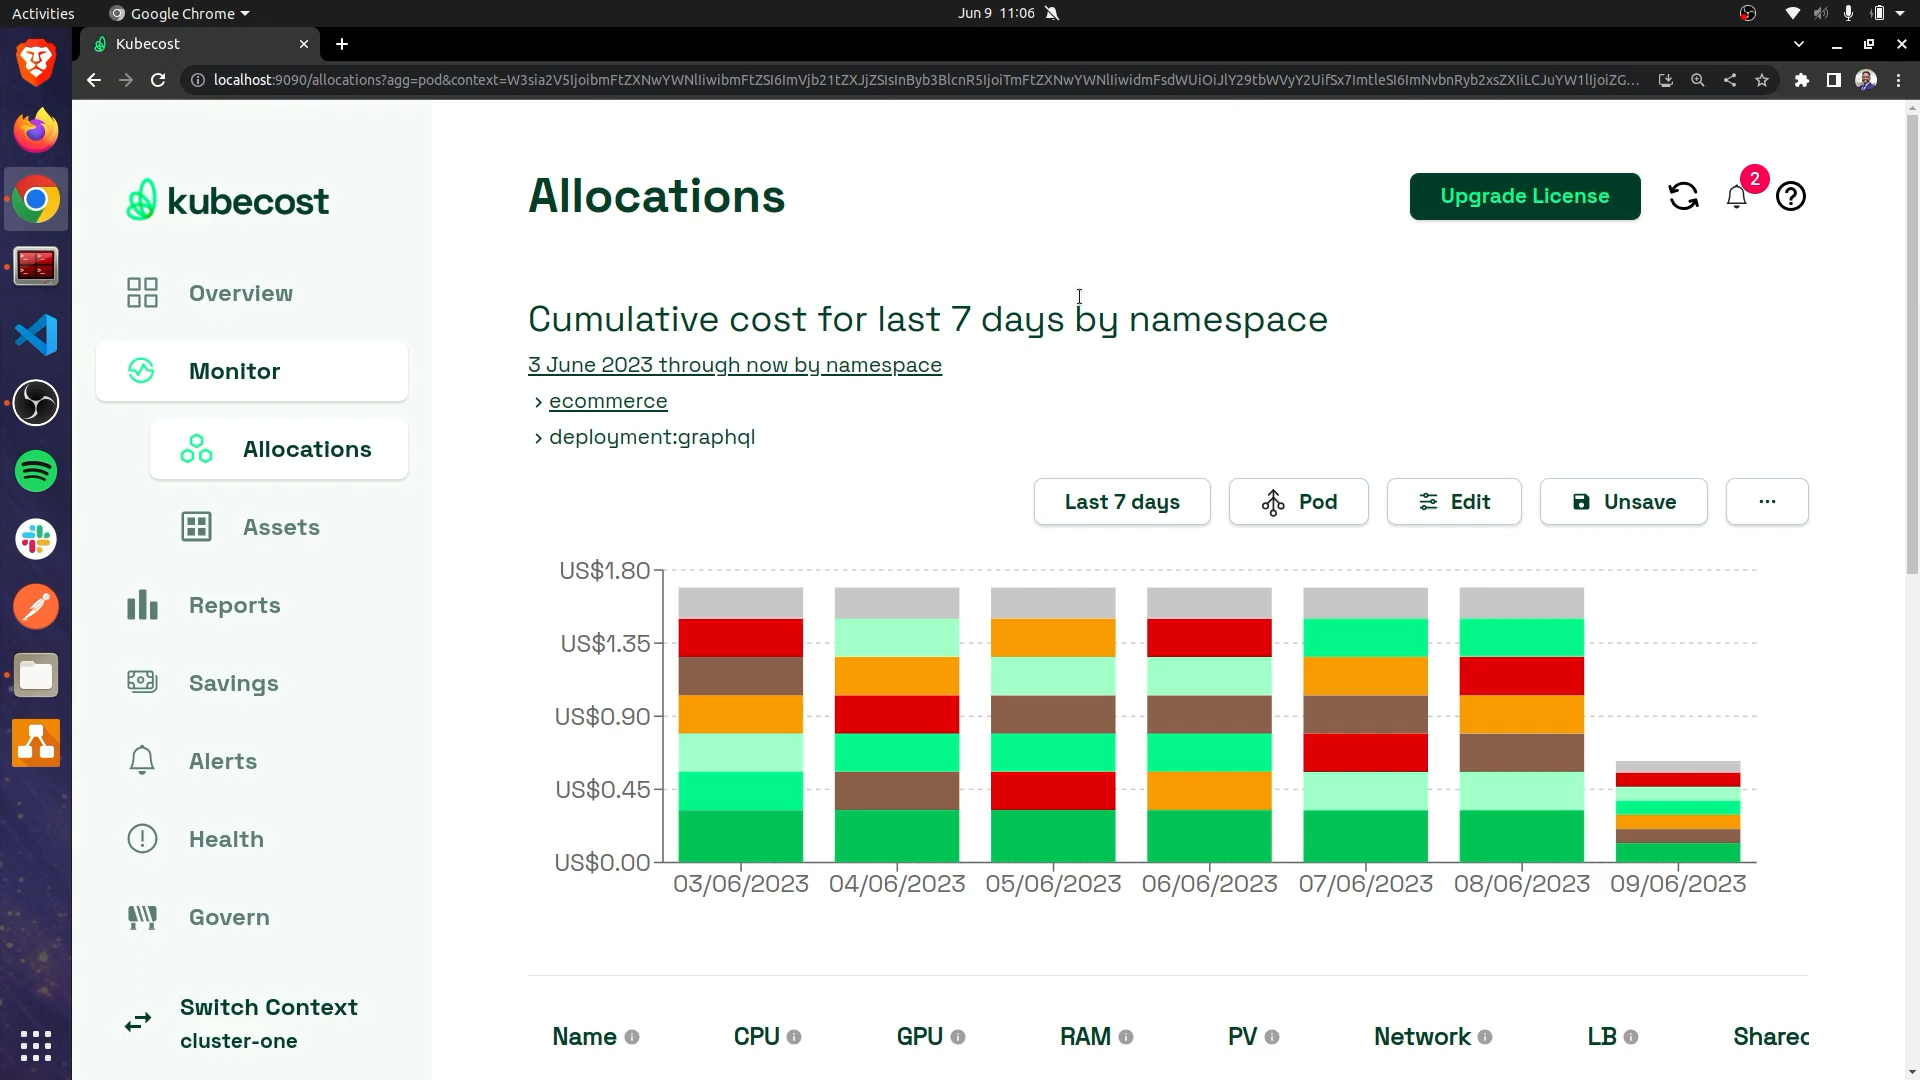 Activities
Google Chrome
Jun 9 11:06
Kubecost
localhost:9090/allocations?agg=pod&context=W3sia2V5IjoibmFtZXNwYWNlIiwibmFtZSI6ImVjb21tZXJjZSIsInByb3BlcnR5IjoiTmFtZXNwYWNlIiwidmFsdWUiOiJlY29tbWVyY2UifSx7ImtleSI6ImNvbnRyb2xsZXIiLCJuYW1lIjoiZG...
kubecost
Overview
Monitor
Allocations
Assets
Reports
Savings
Alerts
Health
Govern
Switch Context
cluster-one
Allocations
Upgrade License
2
Cumulative cost for last 7 days by namespace
3 June 2023 through now by namespace
› ecommerce
› deployment:graphql
Last 7 days
Pod
Edit
Unsave
...
US$1.80
US$1.35
US$0.90
US$0.45
US$0.00
03/06/2023 04/06/2023 05/06/2023 06/06/2023 07/06/2023 08/06/2023 09/06/2023
Name CPU GPU RAM PV Network LB Shared